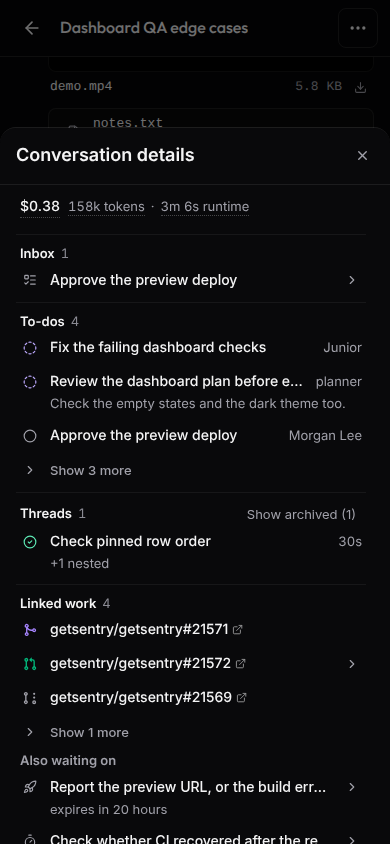 Dashboard QA edge cases
demo.mp4 5.8 KB
notes.txt
Conversation details
$0.38 158k tokens · 3m 6s runtime
Inbox 1
Approve the preview deploy
To-dos 4
Fix the failing dashboard checks Junior
Review the dashboard plan before e... planner
Check the empty states and the dark theme too.
Approve the preview deploy Morgan Lee
Show 3 more
Threads 1 Show archived (1)
Check pinned row order 30s
+1 nested
Linked work 4
getsentry/getsentry#21571
getsentry/getsentry#21572
getsentry/getsentry#21569
Show 1 more
Also waiting on
Report the preview URL, or the build err...
expires in 20 hours
Check whether CI recovered after the re...